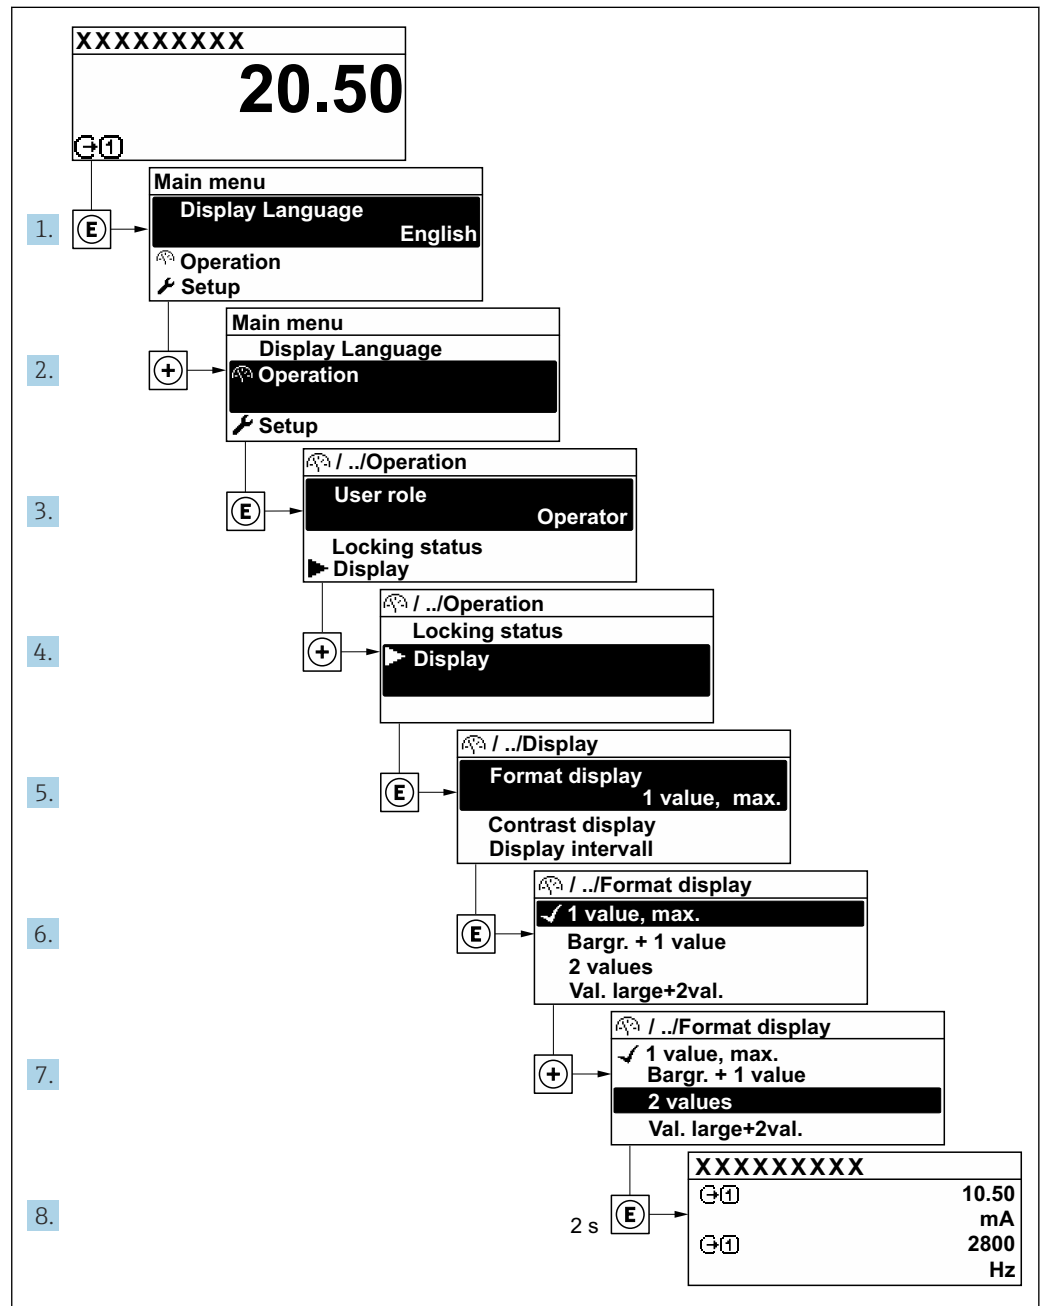 XXXXXXXXX
20.50
1
Main menu
Display Language
English
1.
E
Operation
Setup
Main menu
Display Language
2.
+
Operation
Setup
/ ../Operation
User role
3.
E
Operator
Locking status
Display
/ ../Operation
Locking status
4.
+
Display
/ ../Display
Format display
5.
E
1 value, max.
Contrast display
Display intervall
/ ../Format display
1 value, max.
6.
E
Bargr. + 1 value
2 values
Val. large+2val.
/ ../Format display
1 value, max.
7.
+
Bargr. + 1 value
2 values
Val. large+2val.
XXXXXXXXX
1 10.50
8.
2 s
E
mA
1 2800
Hz